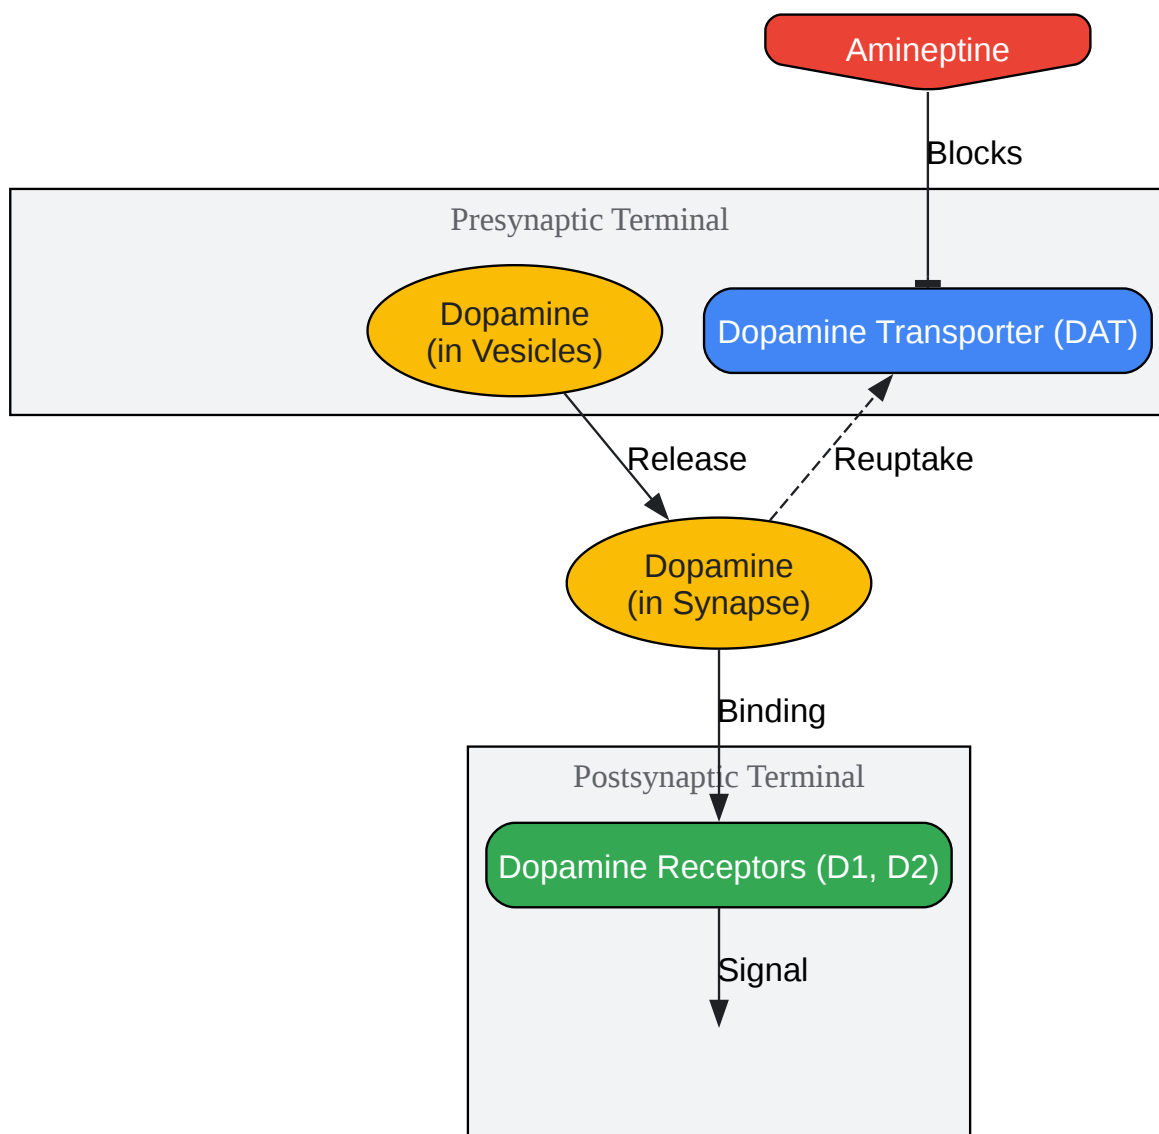 Amineptine
Blocks
Presynaptic Terminal
Dopamine
(in Vesicles)
Dopamine Transporter (DAT)
Release
Reuptake
Dopamine
(in Synapse)
Binding
Postsynaptic Terminal
Dopamine Receptors (D1, D2)
Signal